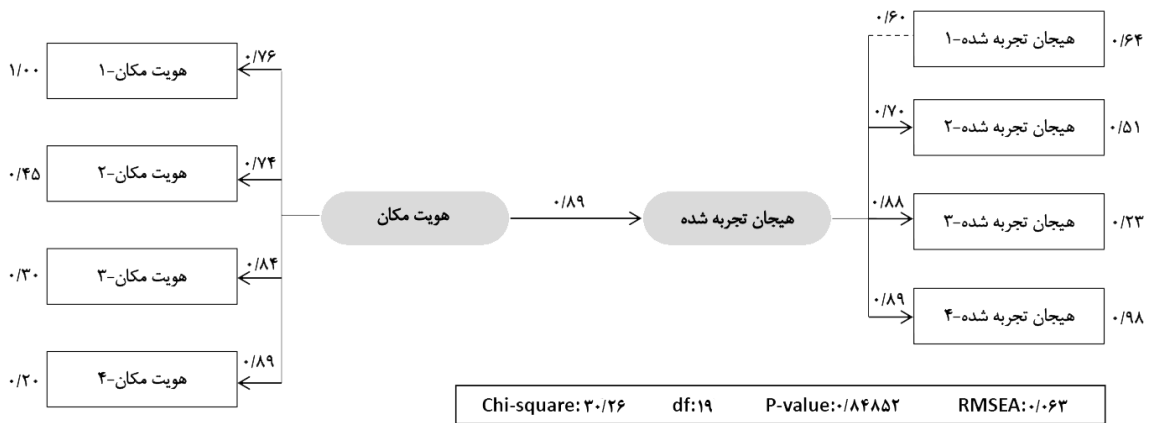 ۰/۶۰
هیجان تجربه شده-۱
۰/۶۴
۰/۷۰
هیجان تجربه شده-۲
۰/۵۱
۰/۸۸
هیجان تجربه شده-۳
۰/۲۳
۰/۸۹
هیجان تجربه شده-۴
۰/۹۸
هیجان تجربه شده
۰/۸۹
هویت مکان
۰/۷۶
هویت مکان-۱
۱/۰۰
۰/۷۴
هویت مکان-۲
۰/۴۵
۰/۸۴
هویت مکان-۳
۰/۳۰
۰/۸۹
هویت مکان-۴
۰/۲۰
Chi-square:۳۰/۲۶ df:۱۹ P-value:۰/۸۴۸۵۲ RMSEA:۰/۰۶۳